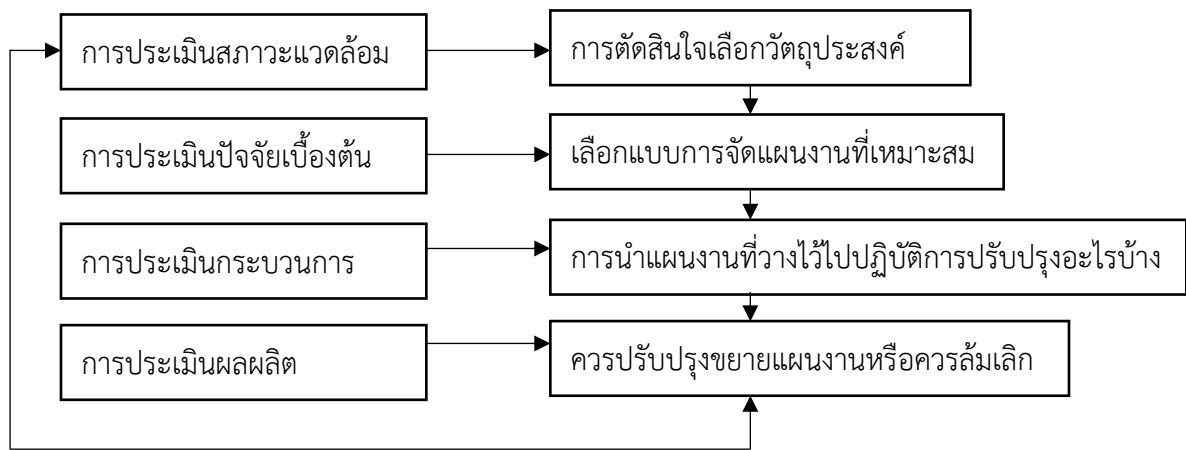 การประเมินสภาวะแวดล้อม
การตัดสินใจเลือกวัตถุประสงค์
การประเมินปัจจัยเบื้องต้น
เลือกแบบการจัดแผนงานที่เหมาะสม
การประเมินกระบวนการ
การนำแผนงานที่วางไว้ไปปฏิบัติการปรับปรุงอะไรบ้าง
การประเมินผลผลิต
ควรปรับปรุงขยายแผนงานหรือควรล้มเลิก